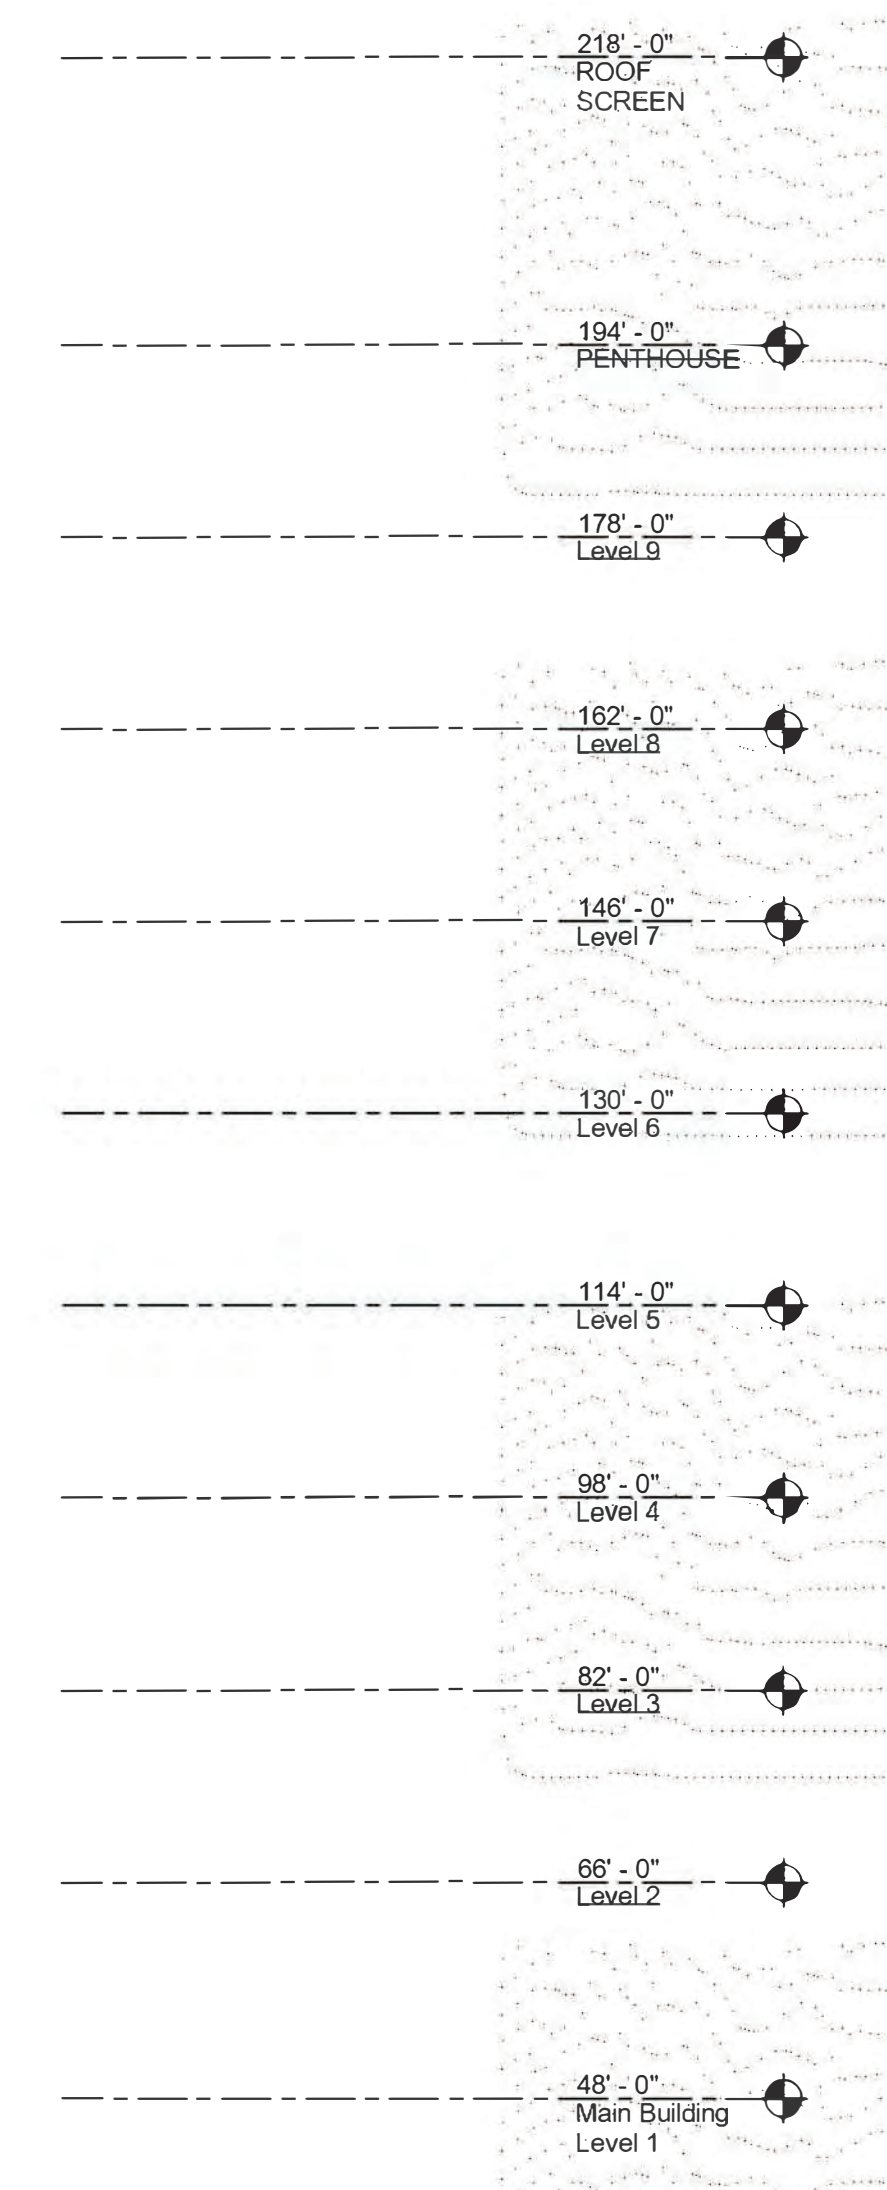 218' - 0"
ROOF
SCREEN
194' - 0"
PENTHOUSE
178' - 0"
Level 9
162' - 0"
Level 8
146' - 0"
Level 7
130' - 0"
Level 6
114' - 0"
Level 5
98' - 0"
Level 4
82' - 0"
Level 3
66' - 0"
Level 2
48' - 0"
Main Building
Level 1